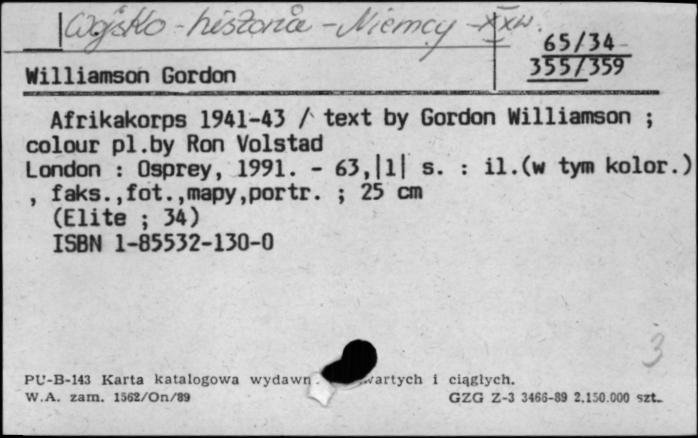 Wojsko - historia - Niemcy - XX w.
65/34
355/359
Williamson Gordon
Afrikakorps 1941-43 / text by Gordon Williamson ;
colour pl.by Ron Volstad
London : Osprey, 1991. - 63,|1| s. : il.(w tym kolor.)
, faks.,fot.,mapy,portr. ; 25 cm
(Elite ; 34)
ISBN 1-85532-130-0
3
PU-B-143 Karta katalogowa wydawn wartych i ciągłych.
W.A. zam. 1562/On/89 GZG Z-3 3466-89 2.150.000 szt.